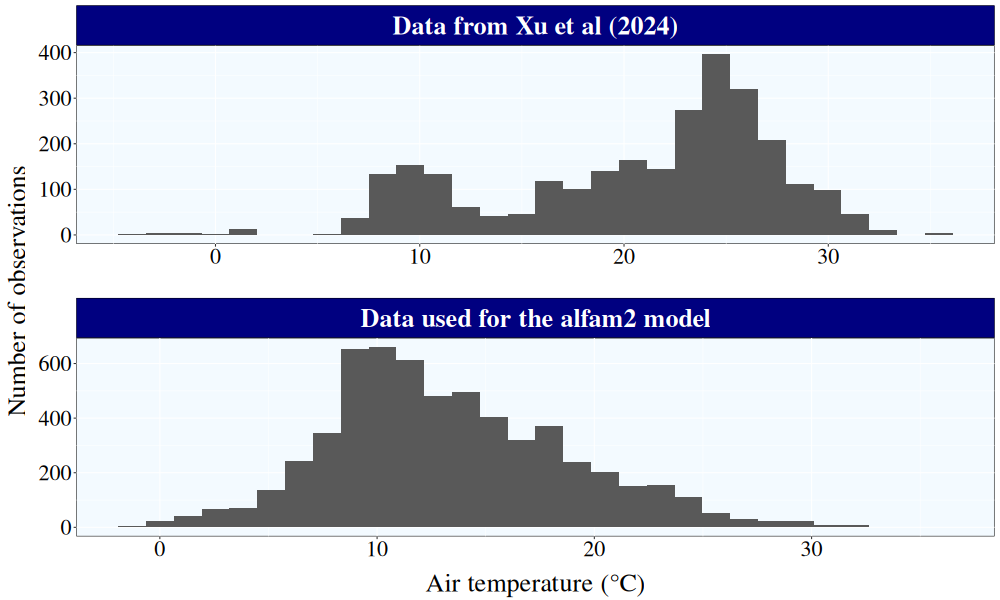 Data from Xu et al (2024)
400
300
200
100
0
0 10 20 30
Number of observations
Data used for the alfam2 model
600
400
200
0
0 10 20 30
Air temperature (°C)